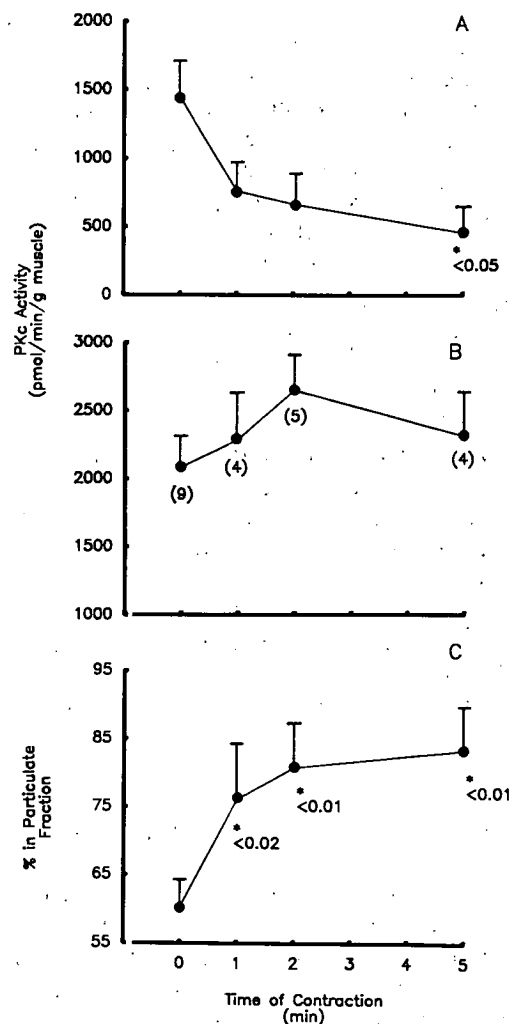 A
2000
1500
1000
500
0
* <0.05
PKc Activity
(pmol/min/g muscle)
B
3000
2500
2000
1500
1000
(9)
(4)
(5)
(4)
C
95
85
75
65
55
% in Particulate
Fraction
* <0.02
* <0.01
* <0.01
0 1 2 3 4 5
Time of Contraction
(min)